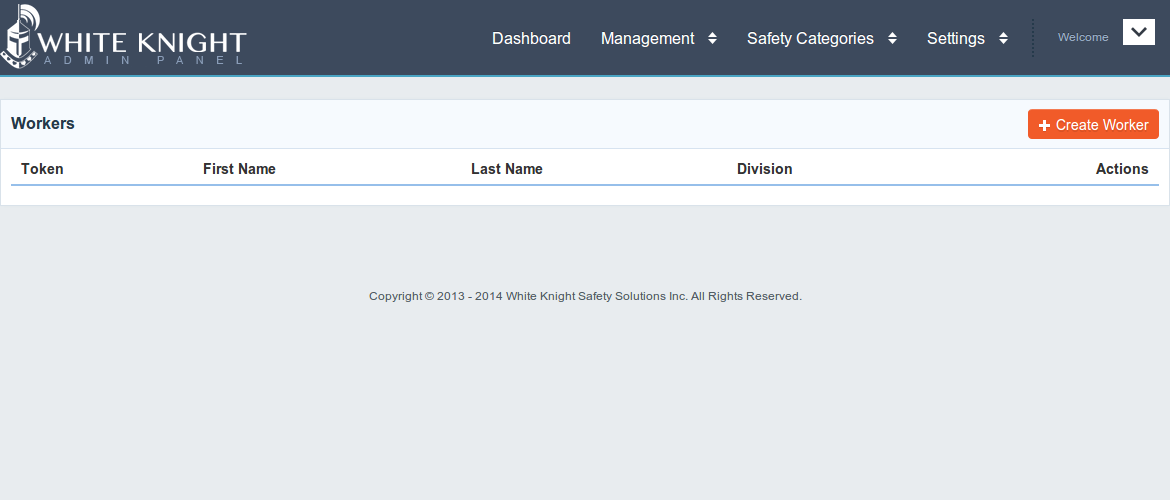 WHITE KNIGHT
ADMIN PANEL
Dashboard Management Safety Categories Settings Welcome
Workers
Create Worker
Token First Name Last Name Division Actions
Copyright © 2013 - 2014 White Knight Safety Solutions Inc. All Rights Reserved.